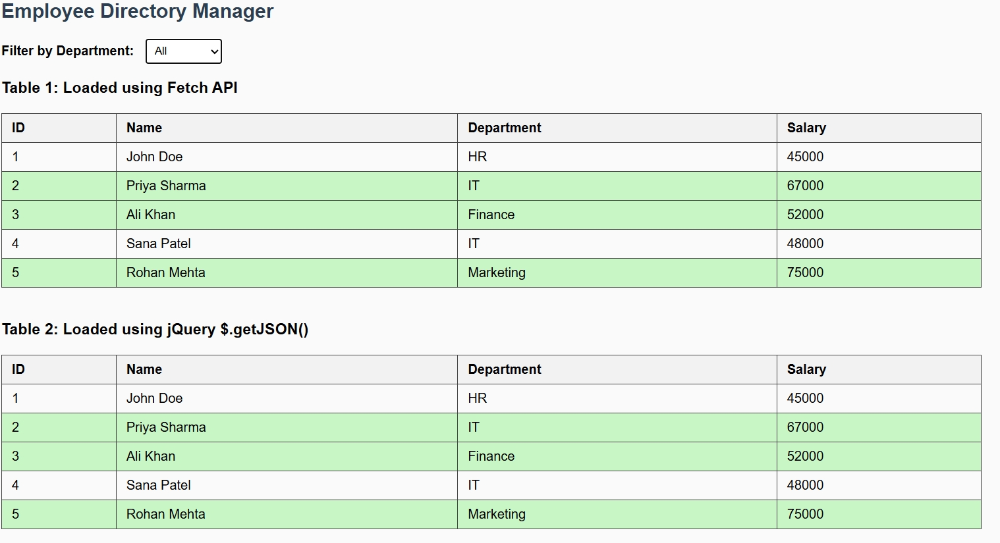 Employee Directory Manager
Filter by Department: All
Table 1: Loaded using Fetch API
ID Name Department Salary
1 John Doe HR 45000
2 Priya Sharma IT 67000
3 Ali Khan Finance 52000
4 Sana Patel IT 48000
5 Rohan Mehta Marketing 75000
Table 2: Loaded using jQuery $.getJSON()
ID Name Department Salary
1 John Doe HR 45000
2 Priya Sharma IT 67000
3 Ali Khan Finance 52000
4 Sana Patel IT 48000
5 Rohan Mehta Marketing 75000